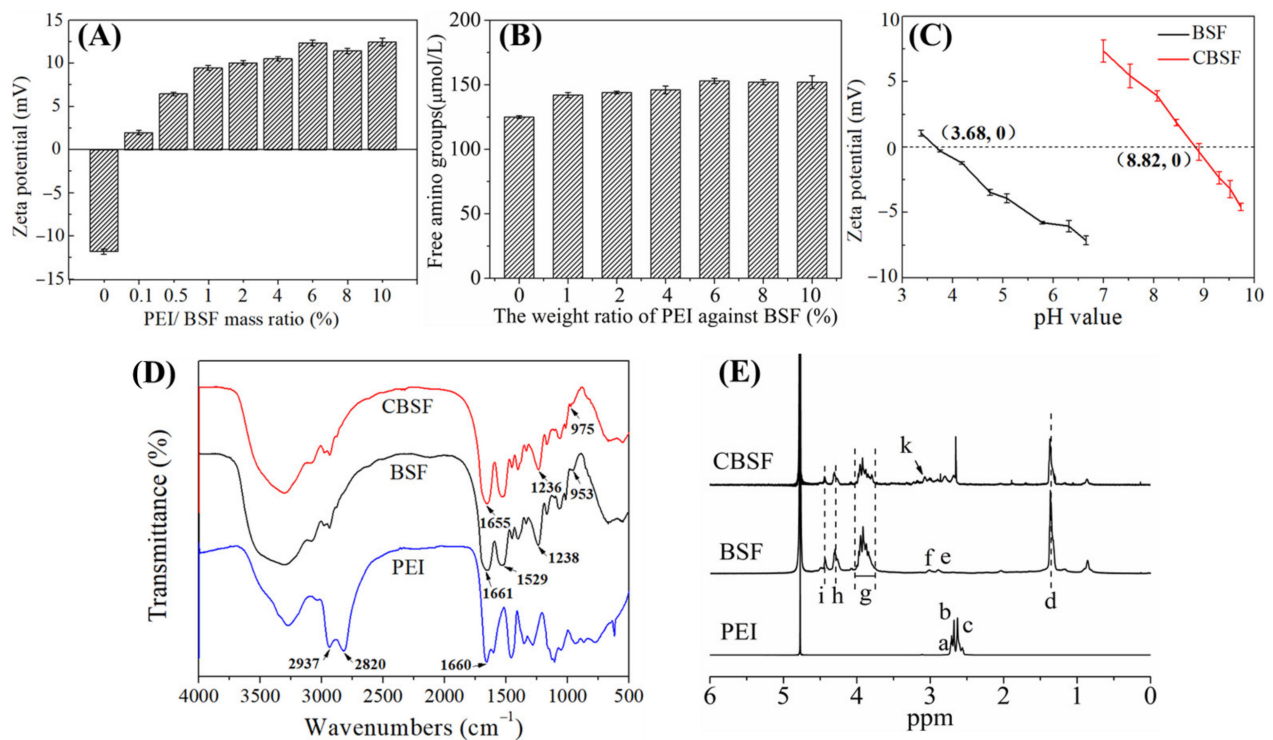 (A)
Zeta potential (mV)
15
10
5
0
−5
−10
−15
0 0.1 0.5 1 2 4 6 8 10
PEI/ BSF mass ratio (%)
(B)
Free amino groups(μmol/L)
200
150
100
50
0
0 1 2 4 6 8 10
The weight ratio of PEI against BSF (%)
(C)
BSF
CBSF
Zeta potential (mV)
10
5
0
−5
−10
(3.68, 0)
(8.82, 0)
3 4 5 6 7 8 9 10
pH value
(D)
Transmittance (%)
CBSF
975
1236
1655
BSF
953
1238
1529
1661
PEI
2937
2820
1660
4000 3500 3000 2500 2000 1500 1000 500
Wavenumbers (cm−1)
(E)
CBSF
k
BSF
f e
i h g d
PEI
b
a c
6 5 4 3 2 1 0
ppm